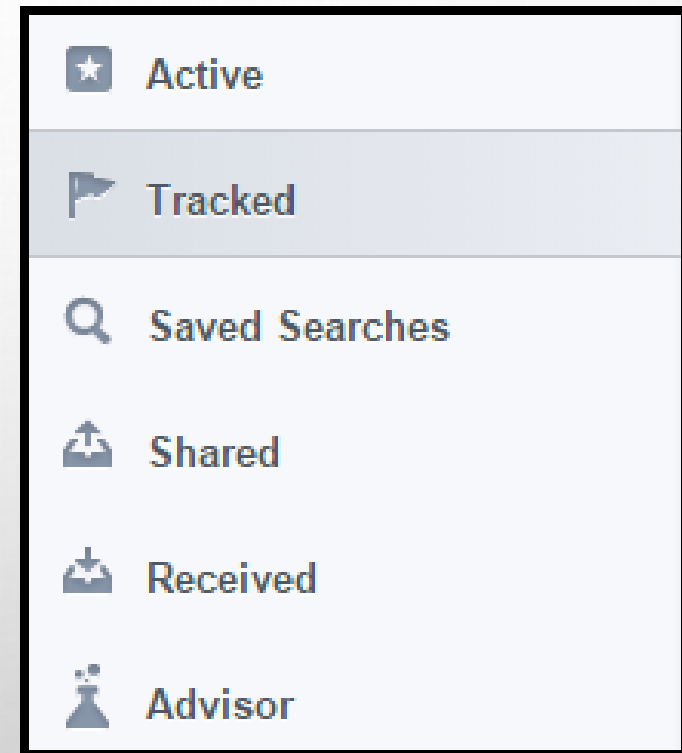 Active
Tracked
Saved Searches
Shared
Received
Advisor